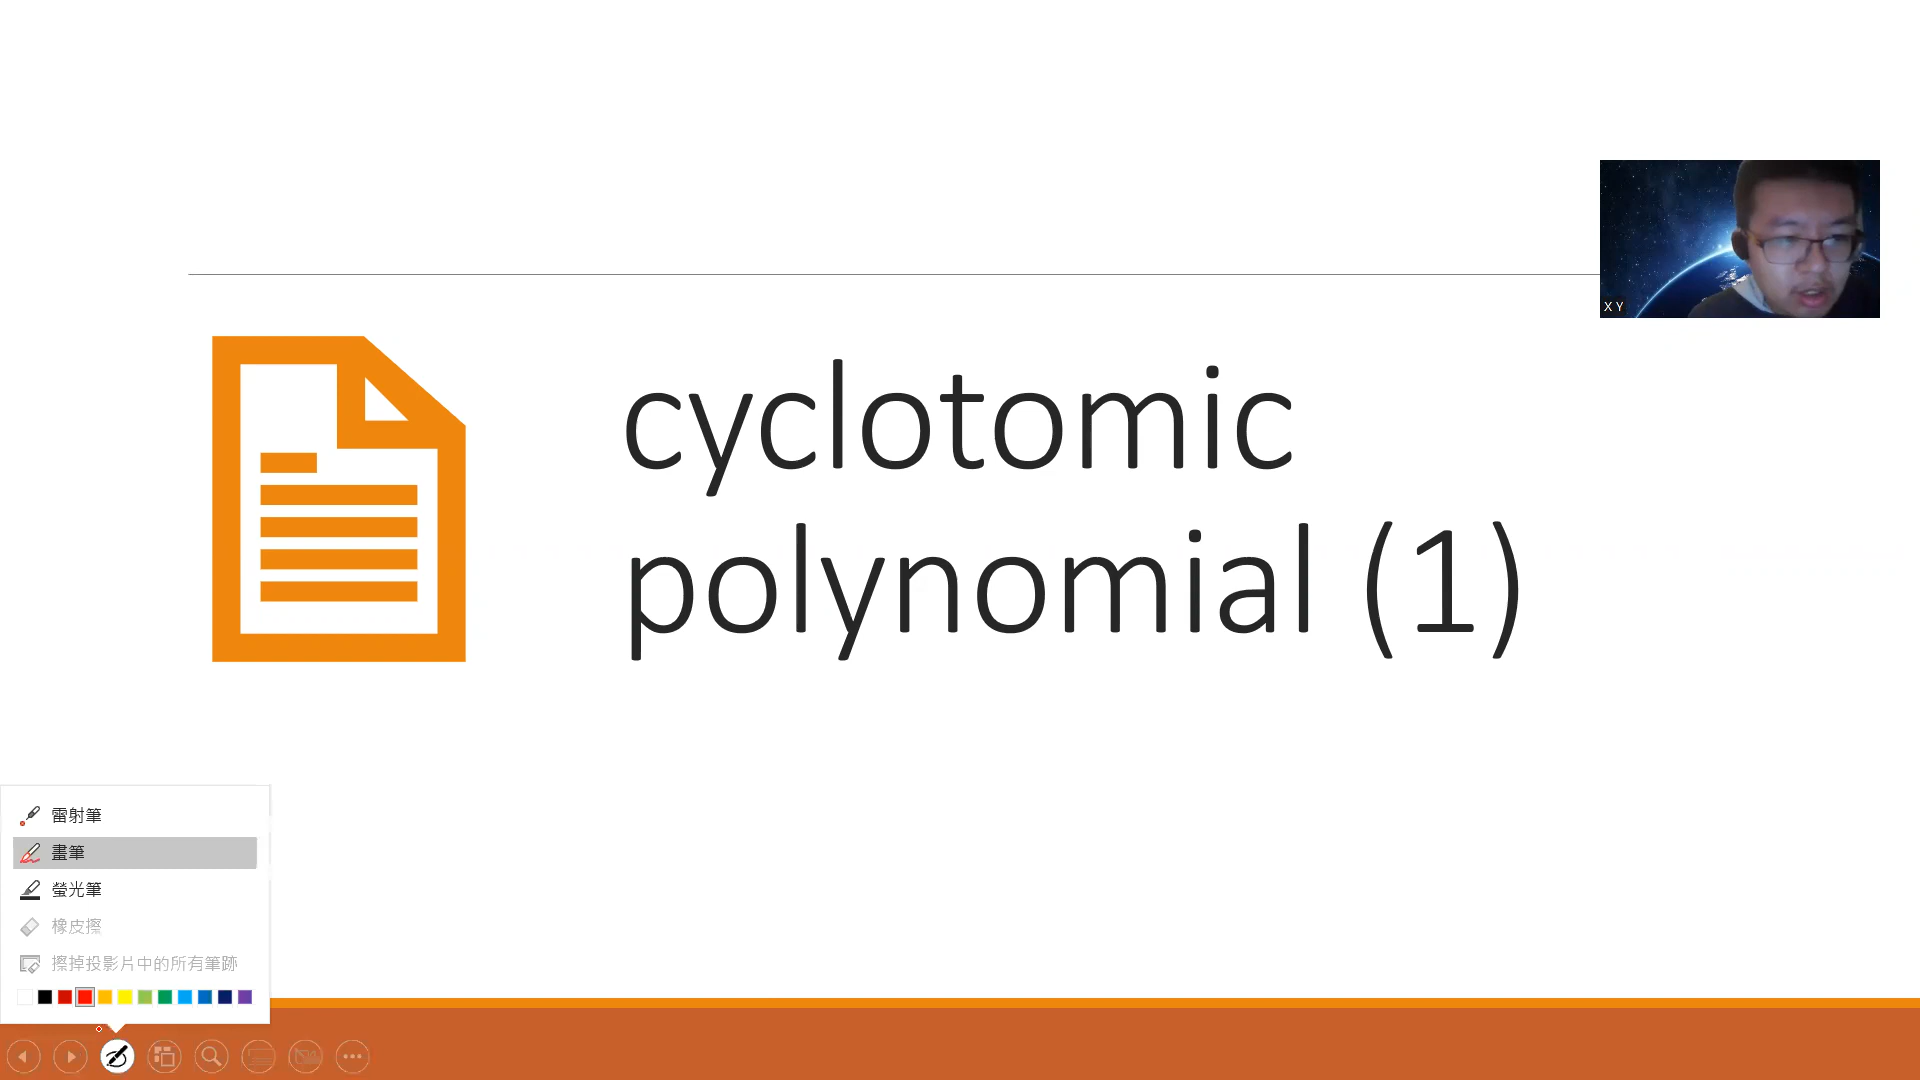 X Y
cyclotomic
polynomial (1)
雷射筆
畫筆
螢光筆
橡皮擦
擦掉投影片中的所有筆跡